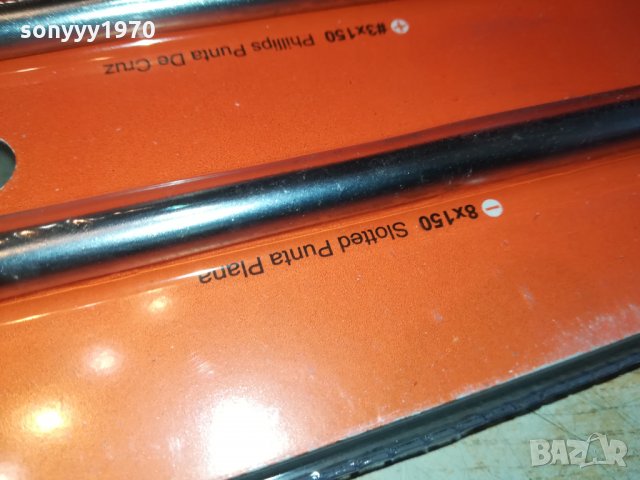 sonyyy1970
#3x150 Phillips Punta De Cruz
8x150 Slotted Punta Plana
BAZAR